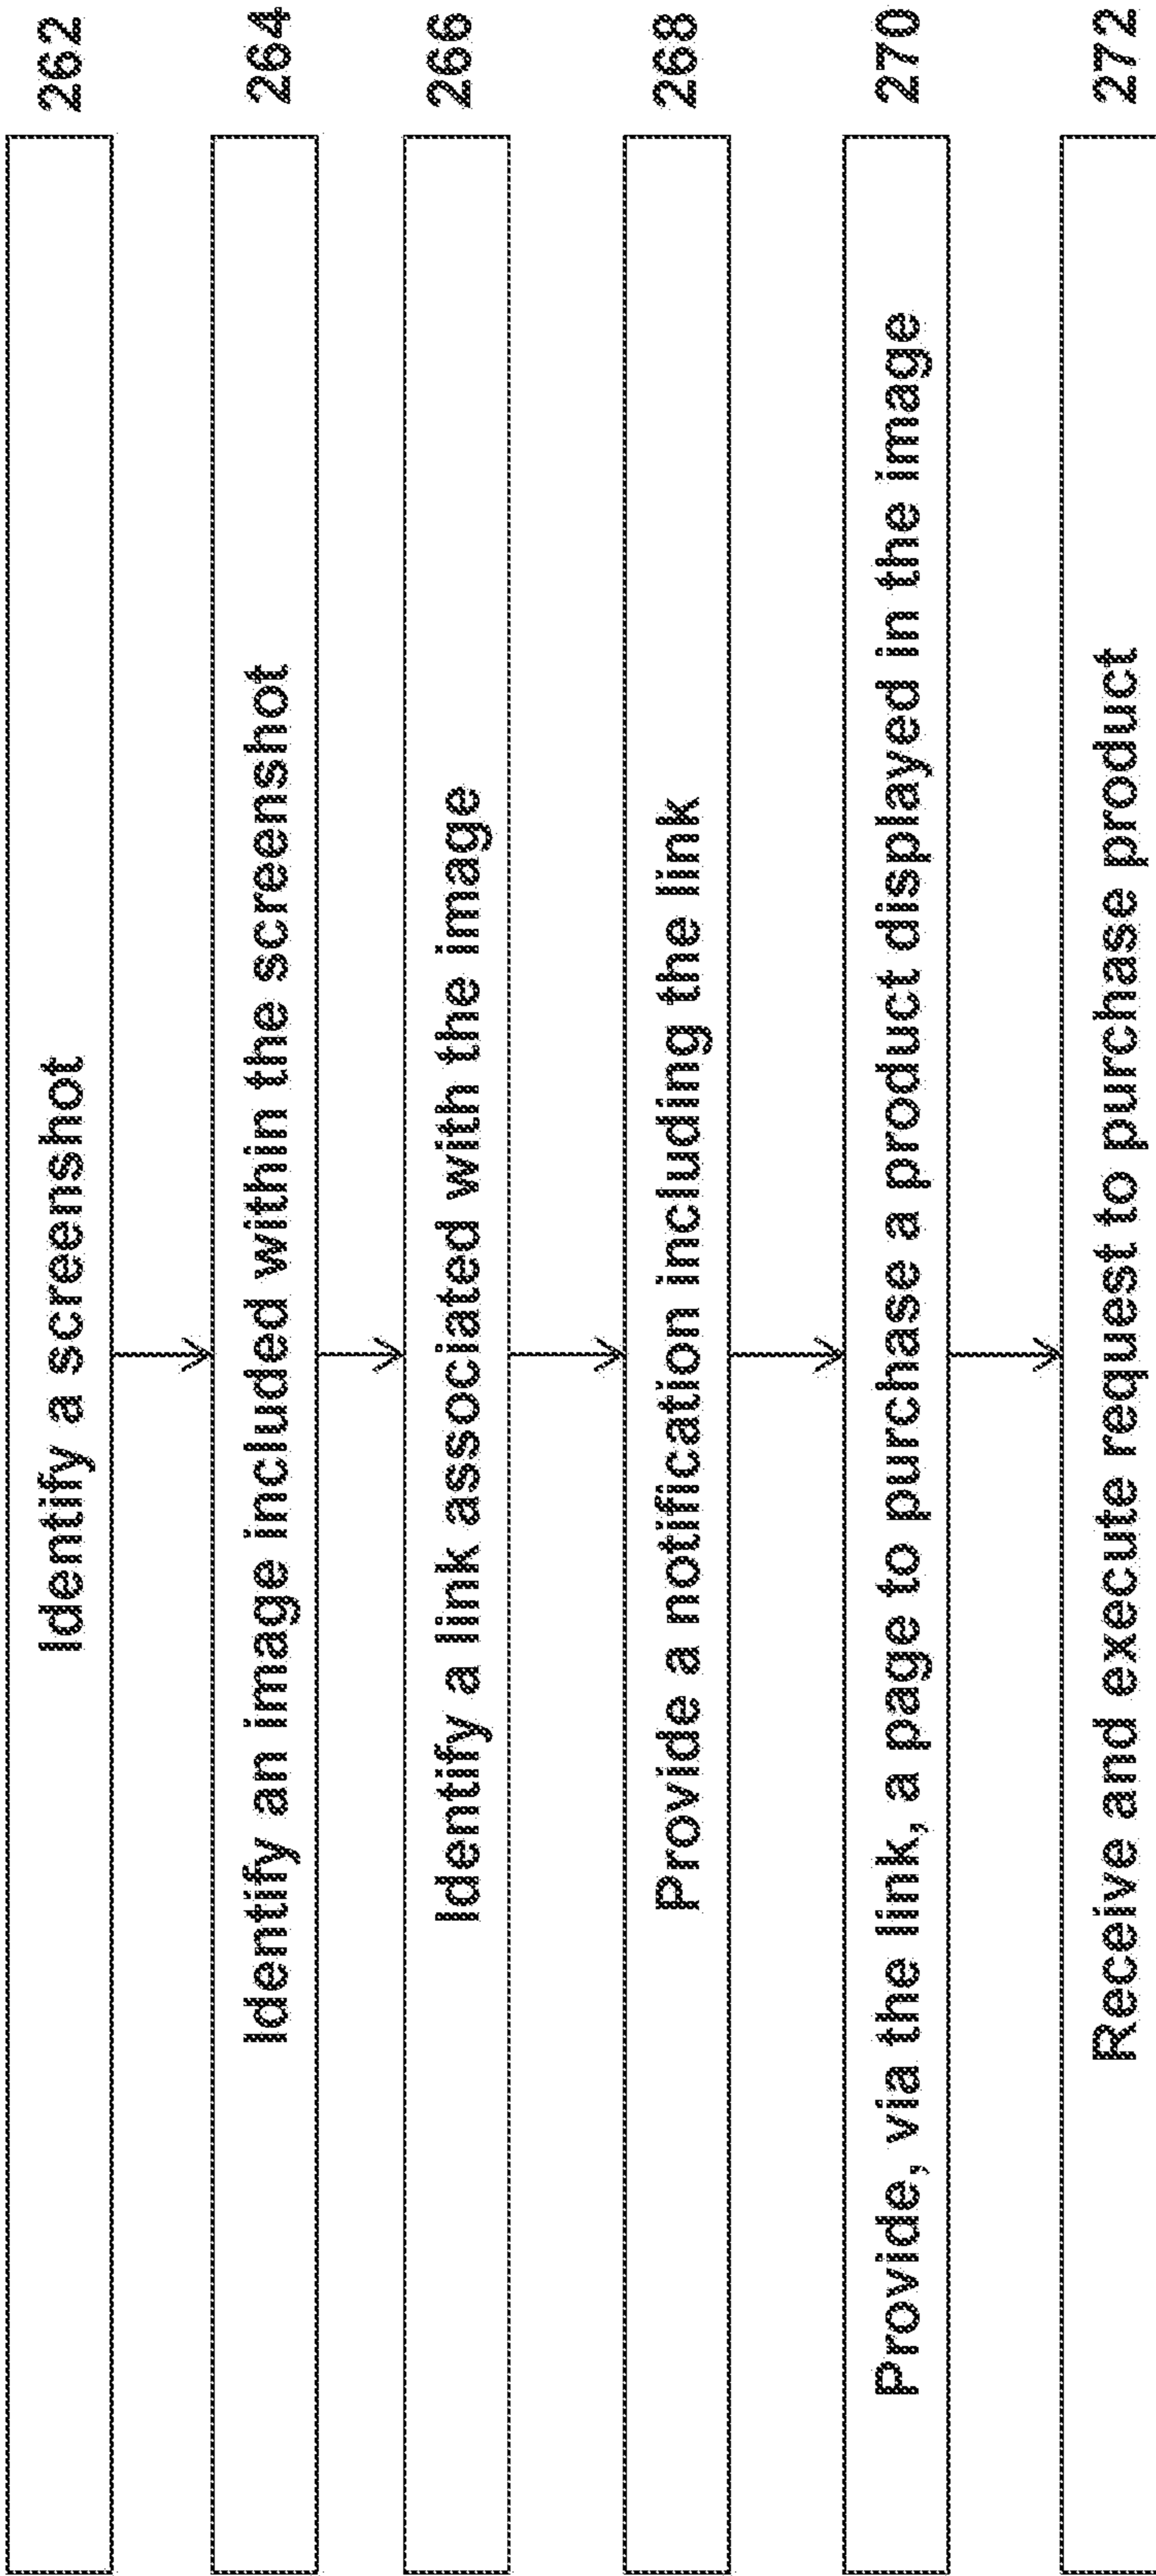 Identify a screenshot 262
Identify an image included within the screenshot 264
Identify a link associated with the image 266
Provide a notification including the link 268
Provide, via the link, a page to purchase a product displayed in the image 270
Receive and execute request to purchase product 272